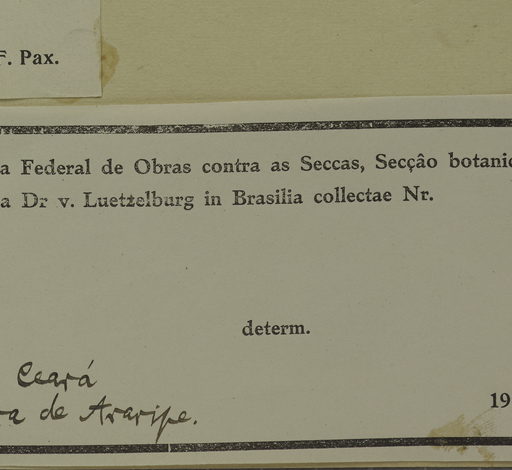 F. Pax.
a Federal de Obras contra as Seccas, Secção botanic
a Dr v. Luetzelburg in Brasilia collectae Nr.
determ.
Ceará
ra de Araripe.
19